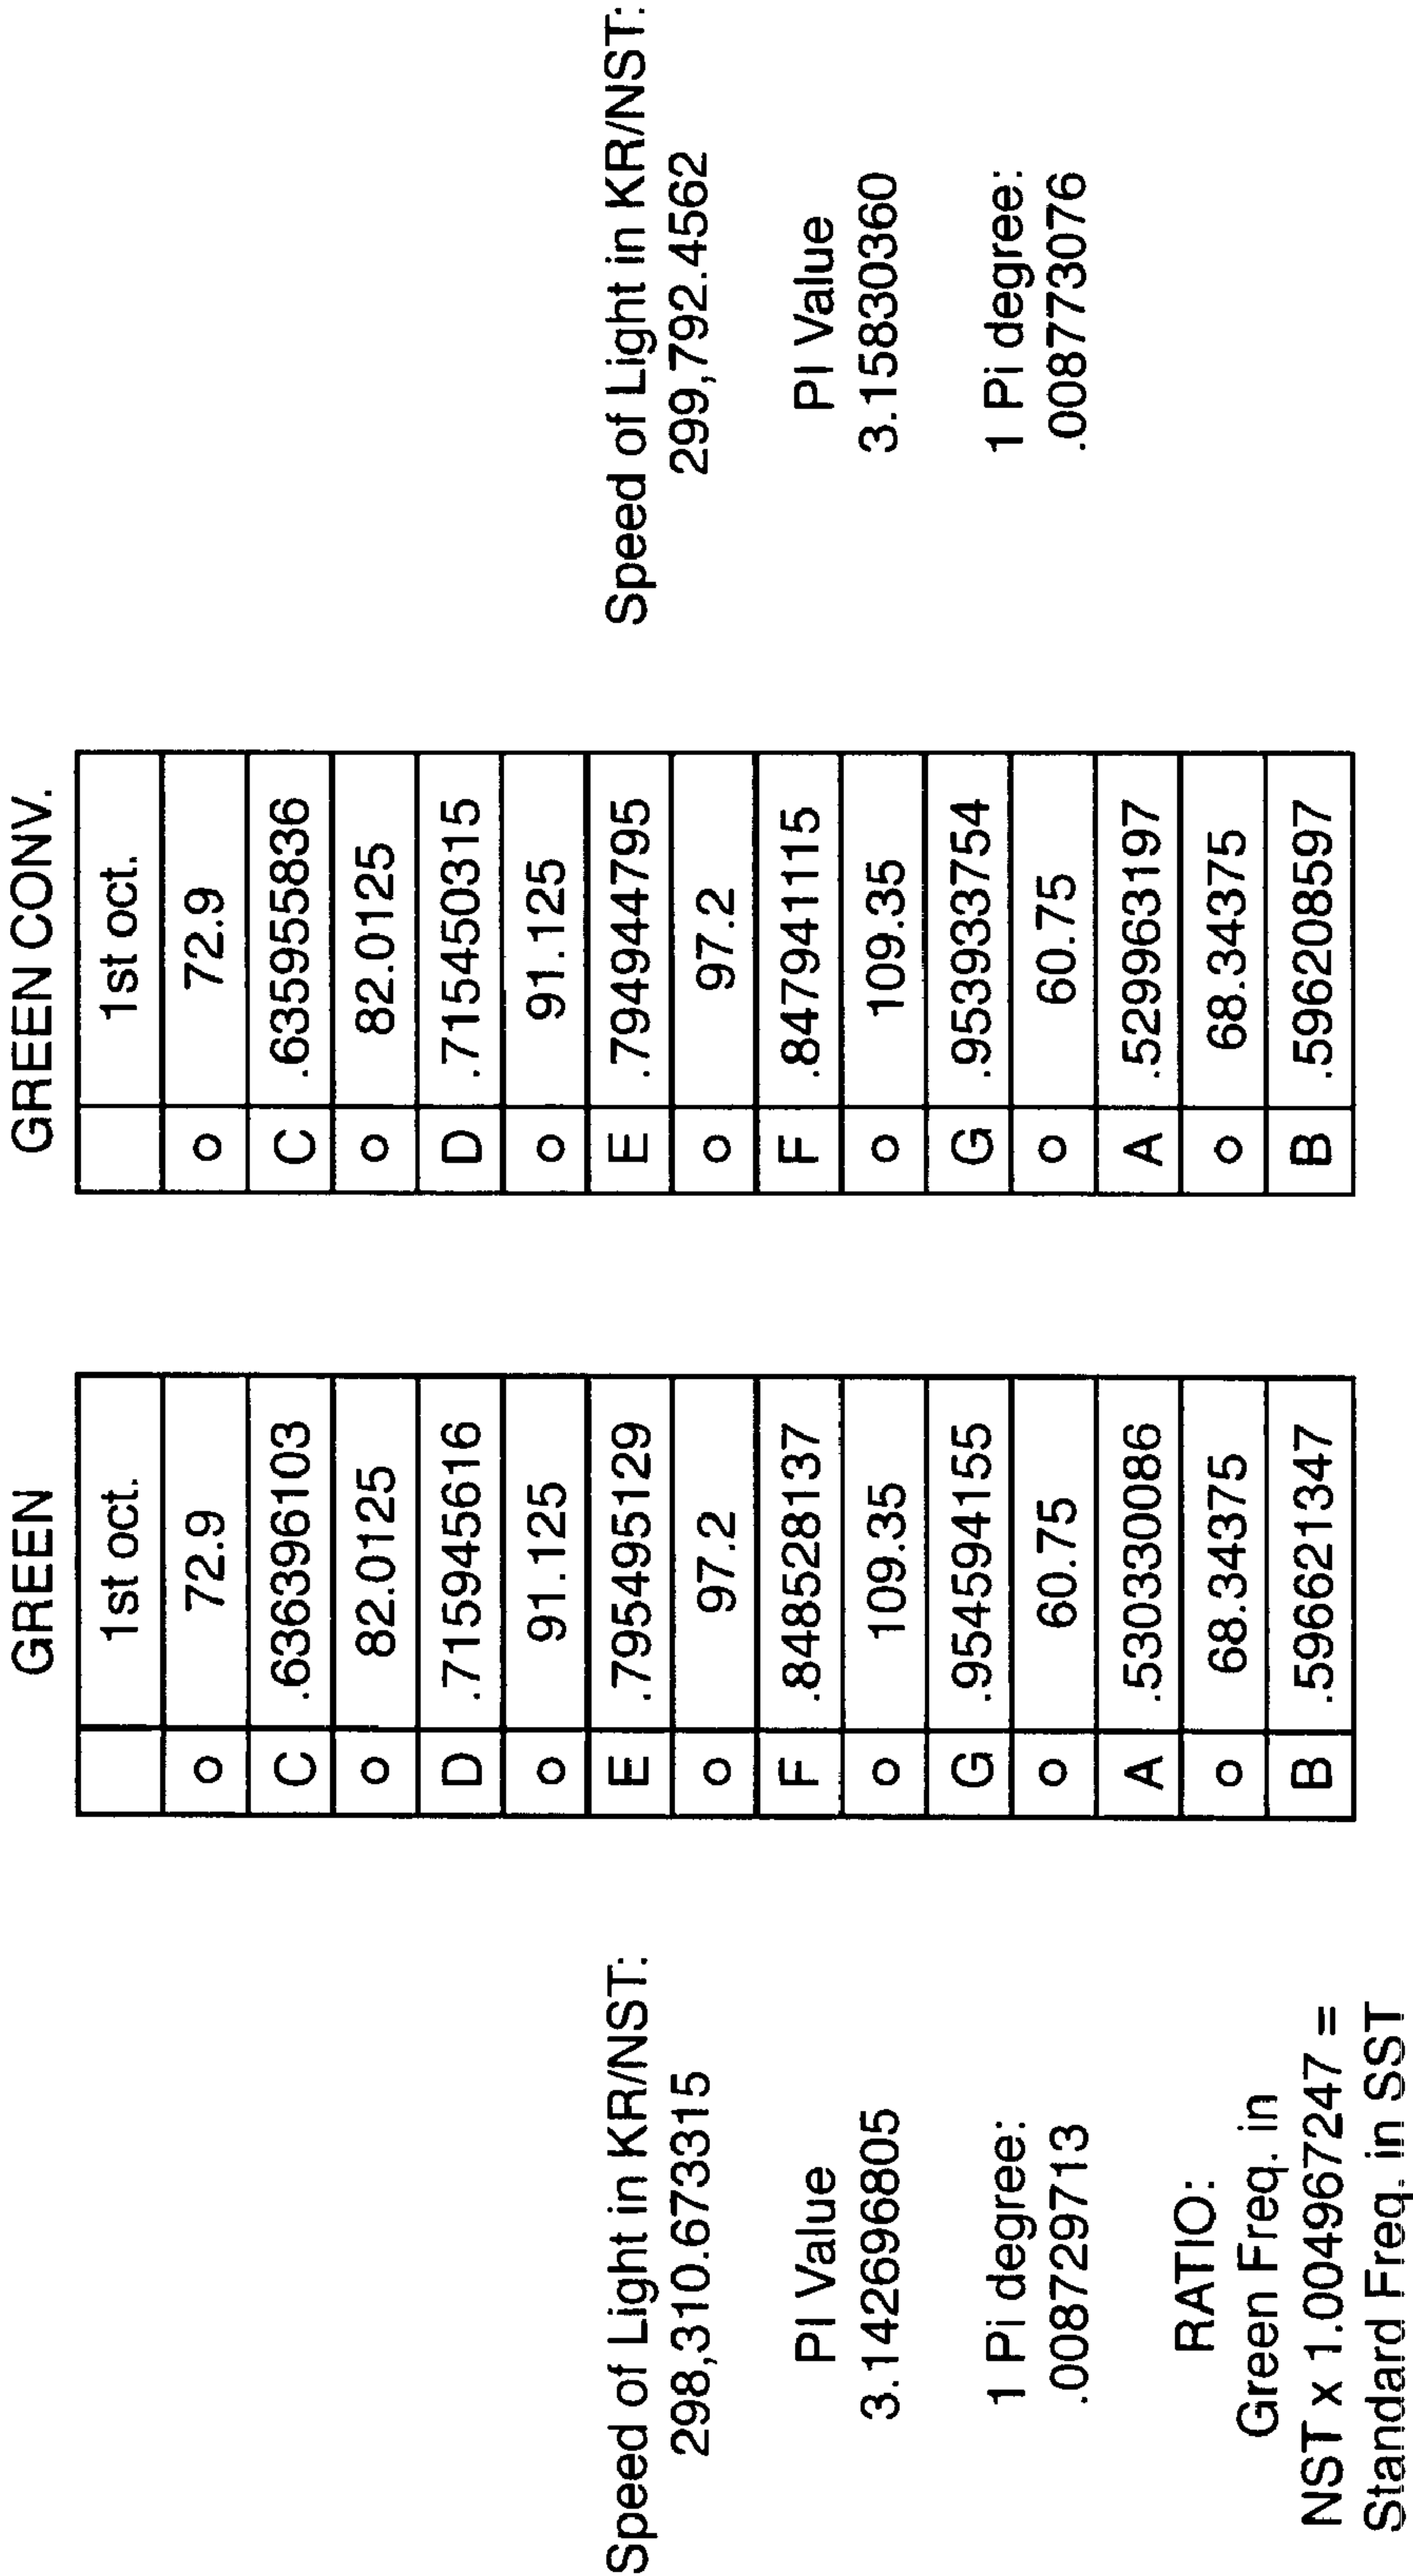 GREEN
1st oct.
o 72.9
C .636396103
o 82.0125
D .715945616
o 91.125
E .795495129
o 97.2
F .848528137
o 109.35
G .954594155
o 60.75
A .530330086
o 68.34375
B .596621347
GREEN CONV.
1st oct.
o 72.9
C .635955836
o 82.0125
D .715450315
o 91.125
E .794944795
o 97.2
F .847941115
o 109.35
G .953933754
o 60.75
A .529963197
o 68.34375
B .596208597
Speed of Light in KR/NST:
298,310.673315
PI Value
3.142696805
1 Pi degree:
.008729713
RATIO:
Green Freq. in
NST x 1.004967247 =
Standard Freq. in SST
Speed of Light in KR/NST:
299,792.4562
PI Value
3.15830360
1 Pi degree:
.008773076